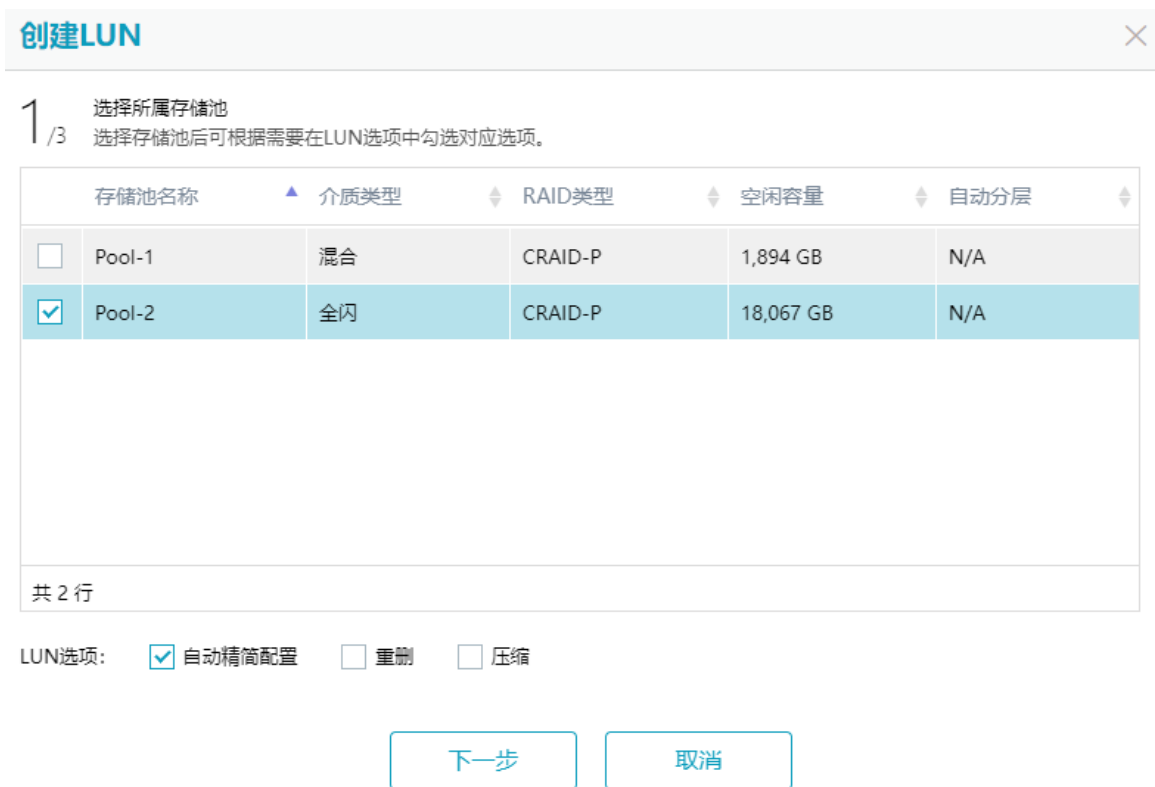 创建LUN
1/3 选择所属存储池
选择存储池后可根据需要在LUN选项中勾选对应选项。
存储池名称 介质类型 RAID类型 空闲容量 自动分层
Pool-1 混合 CRAID-P 1,894 GB N/A
Pool-2 全闪 CRAID-P 18,067 GB N/A
共 2 行
LUN选项: 自动精简配置 重删 压缩
下一步 取消